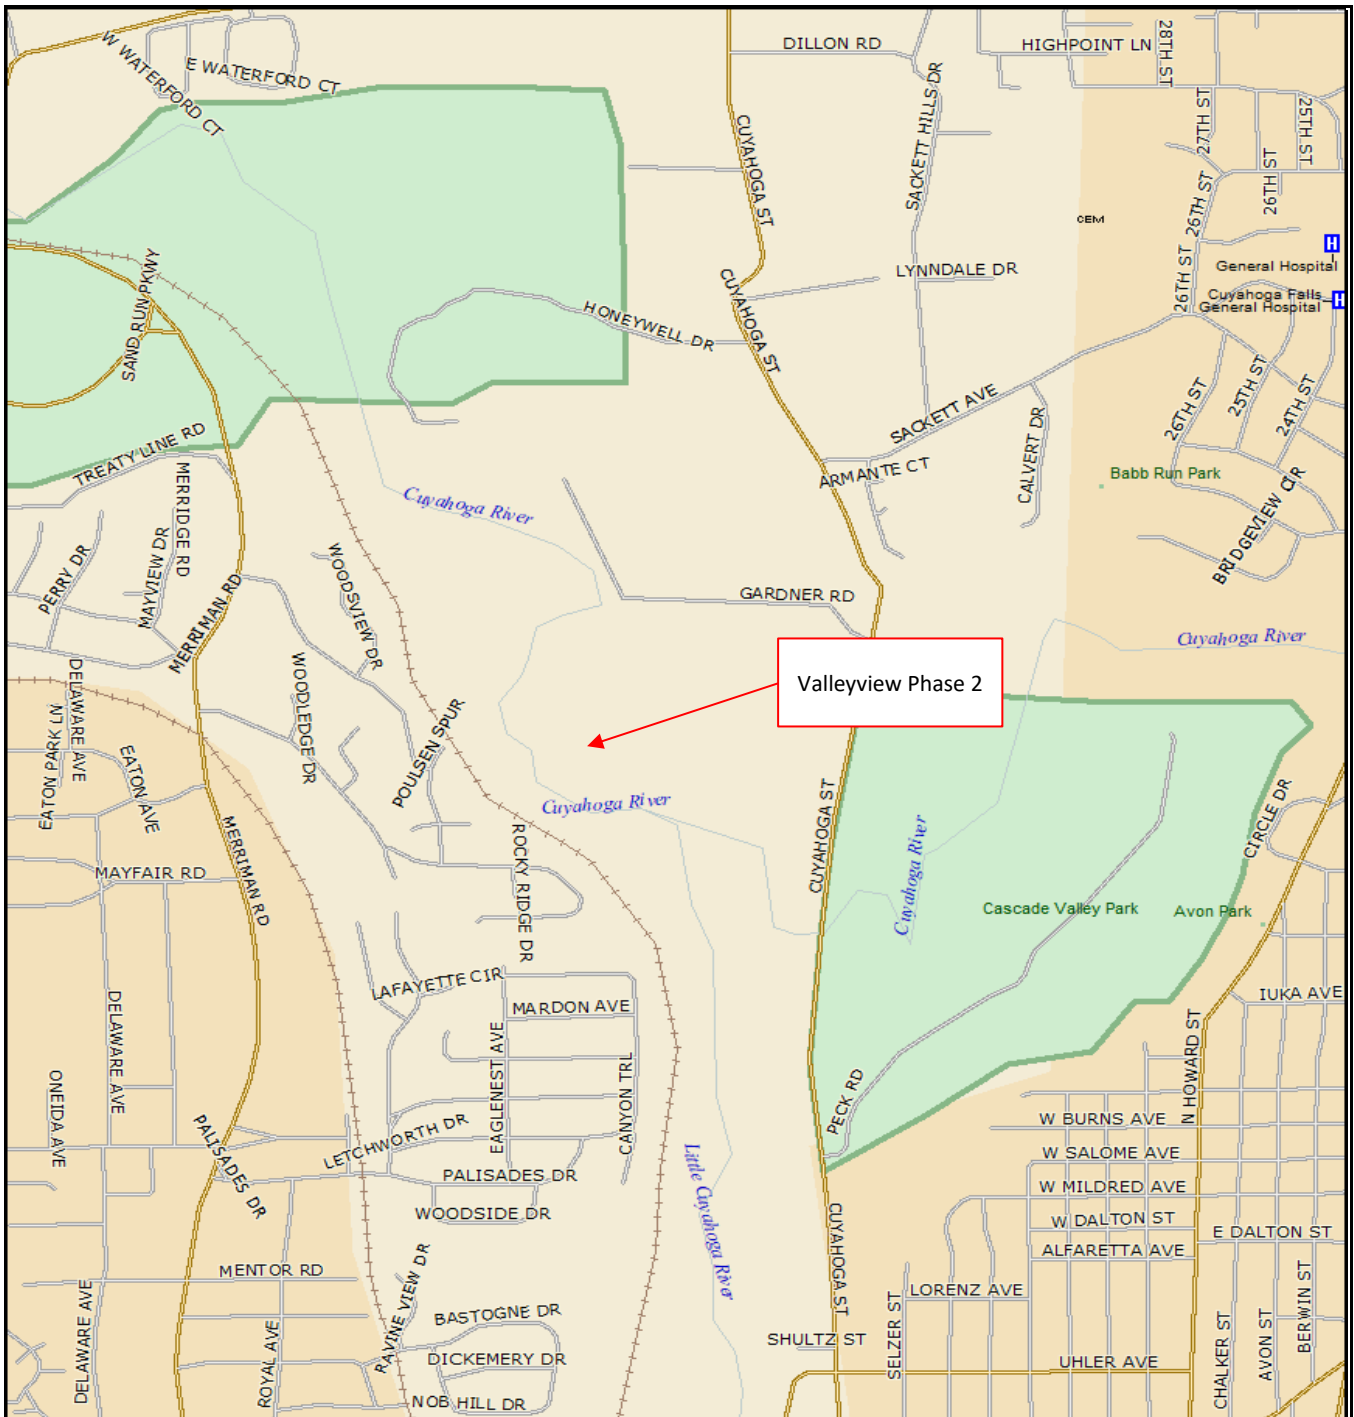 W WATERFORD CT
E WATERFORD CT
DILLON RD
HIGHPOINT LN
28TH ST
CUYAHOGA ST
SACKETT HILLS DR
27TH ST
25TH ST
26TH ST
26TH ST
CEM
H
General Hospital
SAND RUN PKWY
CUYAHOGA ST
LYNNDALE DR
26TH ST
Cuyahoga Falls
General Hospital
H
HONEYWELL DR
25TH ST
24TH ST
26TH ST
SACKETT AVE
CALVERT DR
TREATY LINE RD
MERRIDGE RD
ARMANTE CT
Babb Run Park
BRIDGEVIEW CIR
Cuyahoga River
PERRY DR
MAYVIEW DR
MERRIMAN RD
WOODSVIEW DR
GARDNER RD
Cuyahoga River
Valleyview Phase 2
DELAWARE AVE
EATON PARK LN
EATON AVE
WOODLEDGE DR
POULSEN SPUR
Cuyahoga River
CUYAHOGA ST
Cuyahoga River
CIRCLE DR
MERRIMAN RD
ROCKY RIDGE DR
MAYFAIR RD
Cascade Valley Park
Avon Park
LAFAYETTE CIR
MARDON AVE
IUKA AVE
DELAWARE AVE
EAGLENEST AVE
CANYON TRL
N HOWARD ST
ONEIDA AVE
PECK RD
W BURNS AVE
PALISADES DR
LETCHWORTH DR
W SALOME AVE
PALISADES DR
Little Cuyahoga River
W MILDRED AVE
WOODSIDE DR
CUYAHOGA ST
W DALTON ST
E DALTON ST
ALFARETTA AVE
MENTOR RD
RAVINE VIEW DR
LORENZ AVE
BERWIN ST
DELAWARE AVE
BASTOGNE DR
SELZER ST
SHULTZ ST
ROYAL AVE
DICKEMERY DR
UHLER AVE
CHALKER ST
AVON ST
NOB HILL DR